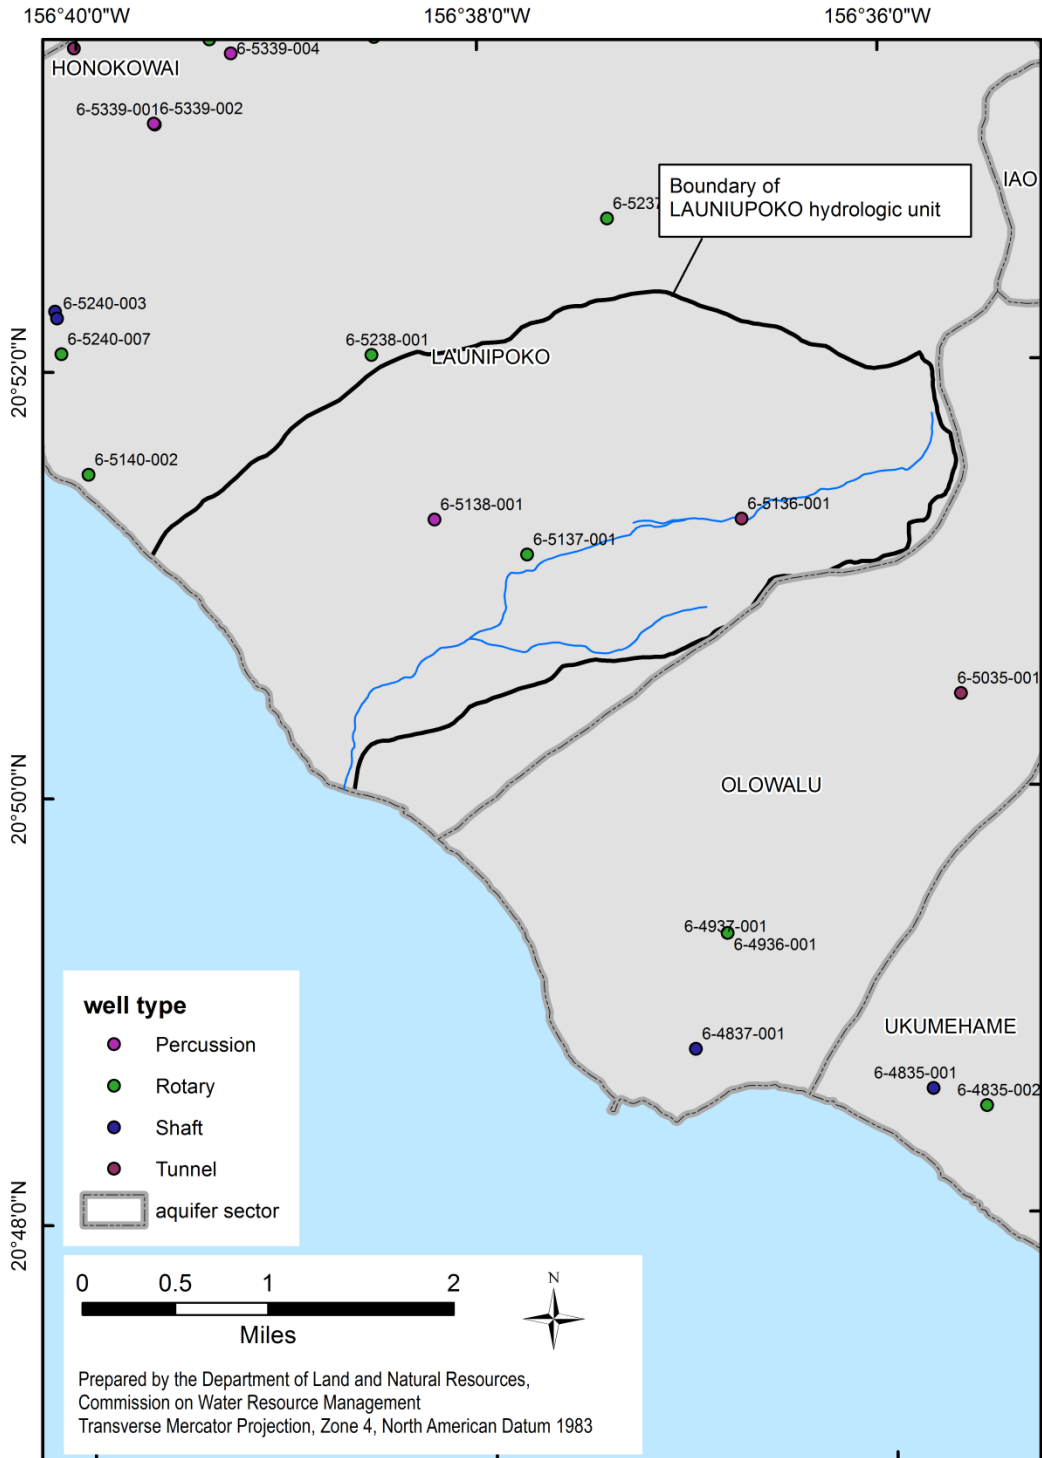 156°40'0"W
156°38'0"W
156°36'0"W
6-5339-004
HONOKOWAI
6-5339-001
6-5339-002
IAO
Boundary of
LAUNIUPOKO hydrologic unit
6-5237
6-5240-003
6-5240-007
6-5238-001
LAUNIPOKO
20°52'0"N
6-5140-002
6-5138-001
6-5136-001
6-5137-001
6-5035-001
OLOWALU
20°50'0"N
6-4937-001
6-4936-001
UKUMEHAME
6-4837-001
6-4835-001
6-4835-002
well type
Percussion
Rotary
Shaft
Tunnel
aquifer sector
20°48'0"N
0 0.5 1 2
Miles
N
Prepared by the Department of Land and Natural Resources,
Commission on Water Resource Management
Transverse Mercator Projection, Zone 4, North American Datum 1983